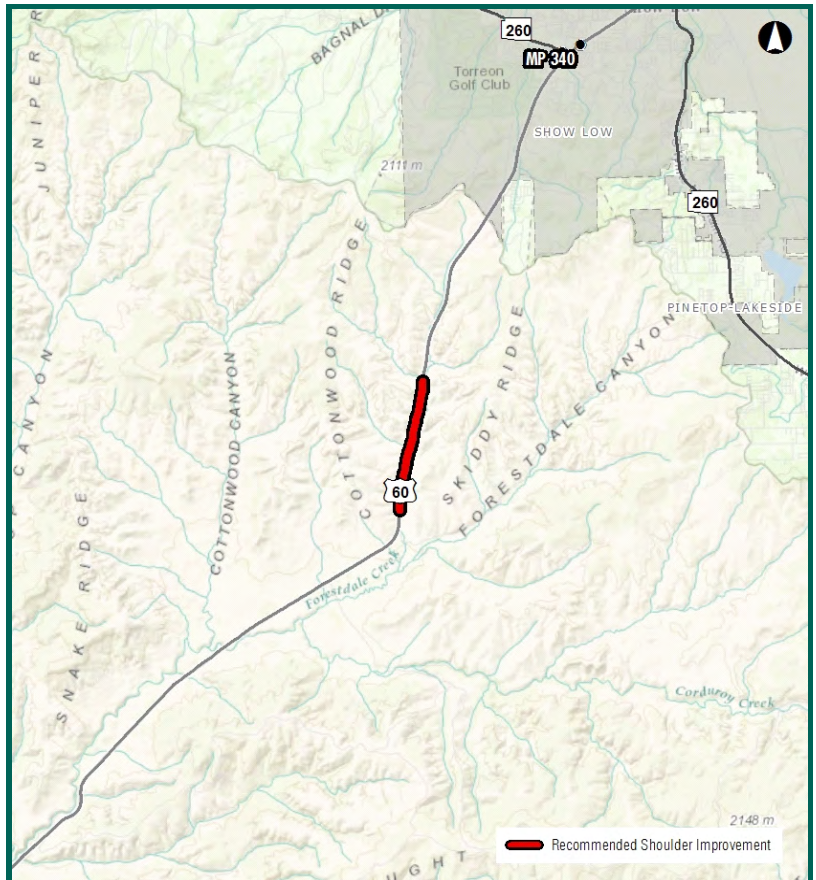 260
MP 340
BAGNAL
Torreon
Golf Club
SHOW LOW
JUNIPER
2111 m
260
PINETOP-LAKESIDE
COTTONWOOD RIDGE
CANYON
COTTONWOOD CANYON
SKIDDY RIDGE
FORESTDALE CANYON
60
SNAKE RIDGE
Forestdale Creek
Corduroy Creek
2148 m
Recommended Shoulder Improvement